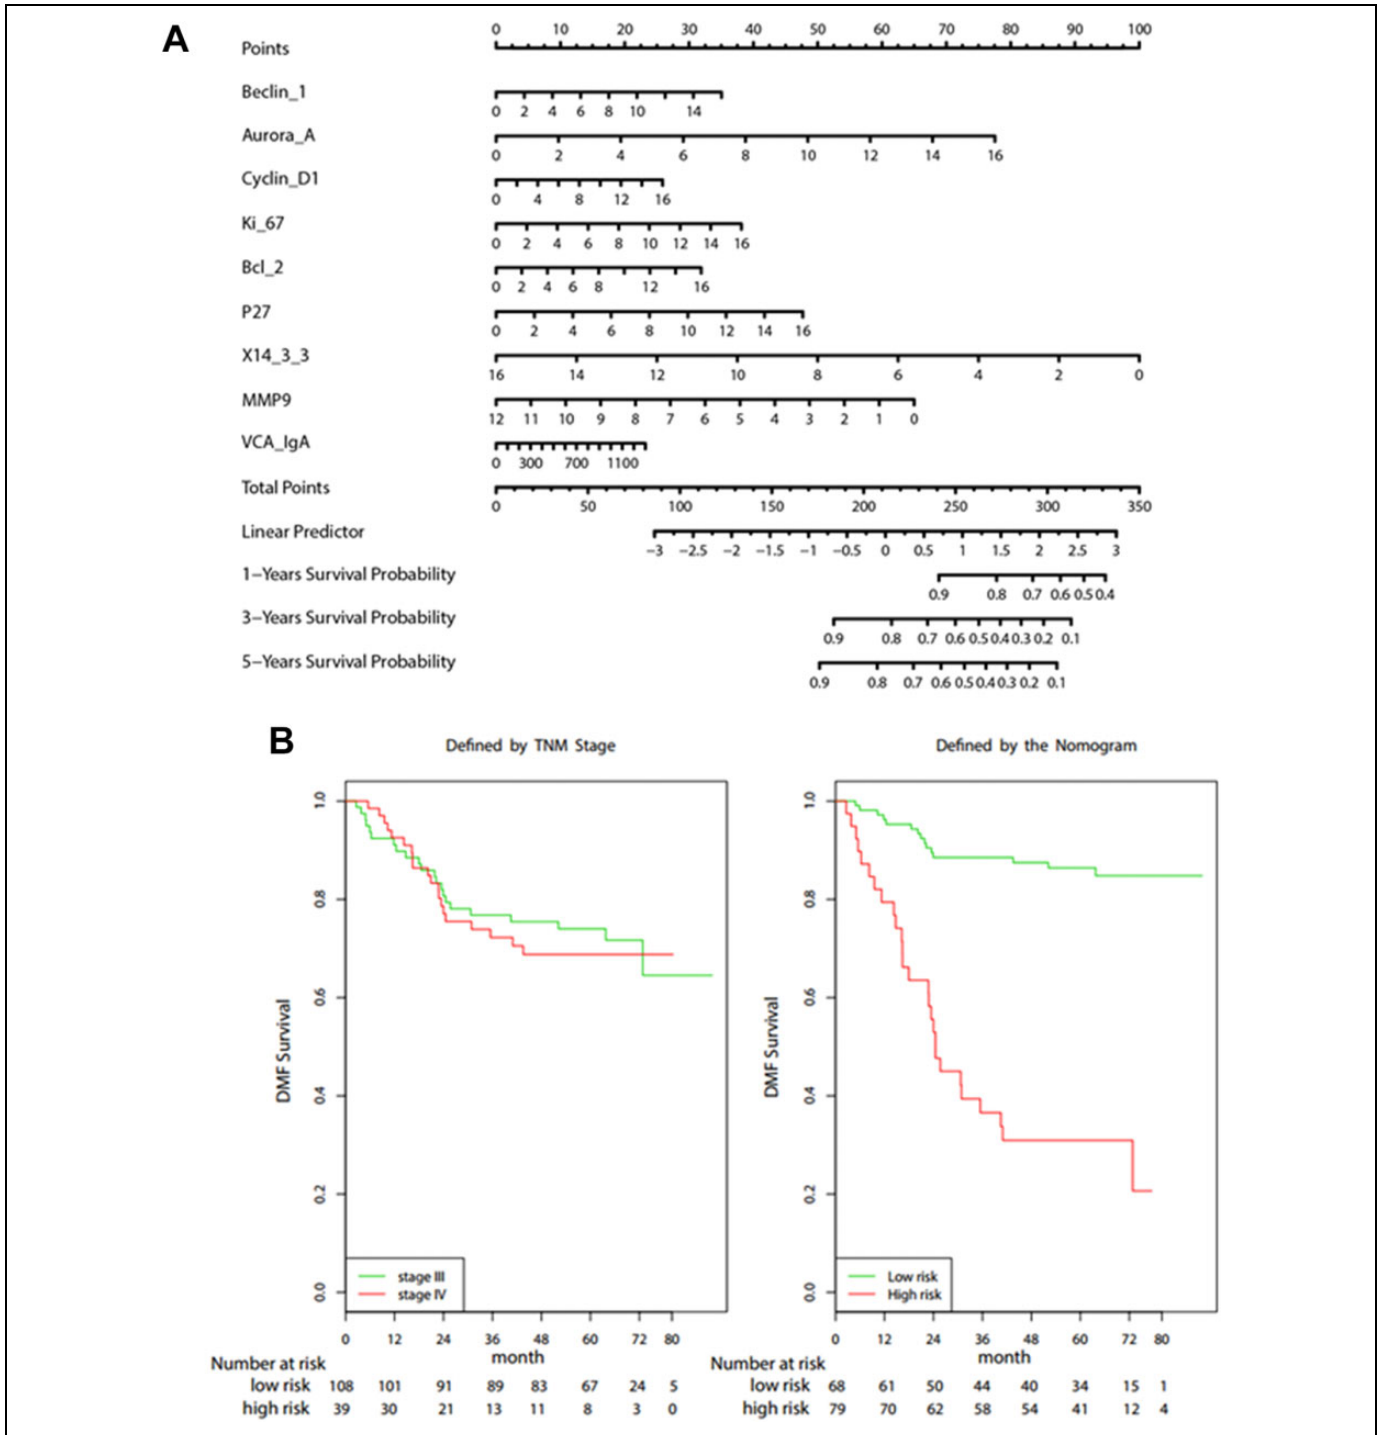 A
Points
0 10 20 30 40 50 60 70 80 90 100
Beclin_1
0 2 4 6 8 10 14
Aurora_A
0 2 4 6 8 10 12 14 16
Cyclin_D1
0 4 8 12 16
Ki_67
0 2 4 6 8 10 12 14 16
Bcl_2
0 2 4 6 8 12 16
P27
0 2 4 6 8 10 12 14 16
X14_3_3
16 14 12 10 8 6 4 2 0
MMP9
12 11 10 9 8 7 6 5 4 3 2 1 0
VCA_IgA
0 300 700 1100
Total Points
0 50 100 150 200 250 300 350
Linear Predictor
−3 −2.5 −2 −1.5 −1 −0.5 0 0.5 1 1.5 2 2.5 3
1−Years Survival Probability
0.9 0.8 0.7 0.6 0.5 0.4
3−Years Survival Probability
0.9 0.8 0.7 0.6 0.5 0.4 0.3 0.2 0.1
5−Years Survival Probability
0.9 0.8 0.7 0.6 0.5 0.4 0.3 0.2 0.1
B
Defined by TNM Stage
DMF Survival
1.0
0.8
0.6
0.4
0.2
0.0
stage III
stage IV
0 12 24 36 48 60 72 80
month
Number at risk
low risk 108 101 91 89 83 67 24 5
high risk 39 30 21 13 11 8 3 0
Defined by the Nomogram
DMF Survival
1.0
0.8
0.6
0.4
0.2
0.0
Low risk
High risk
0 12 24 36 48 60 72 80
month
Number at risk
low risk 68 61 50 44 40 34 15 1
high risk 79 70 62 58 54 41 12 4